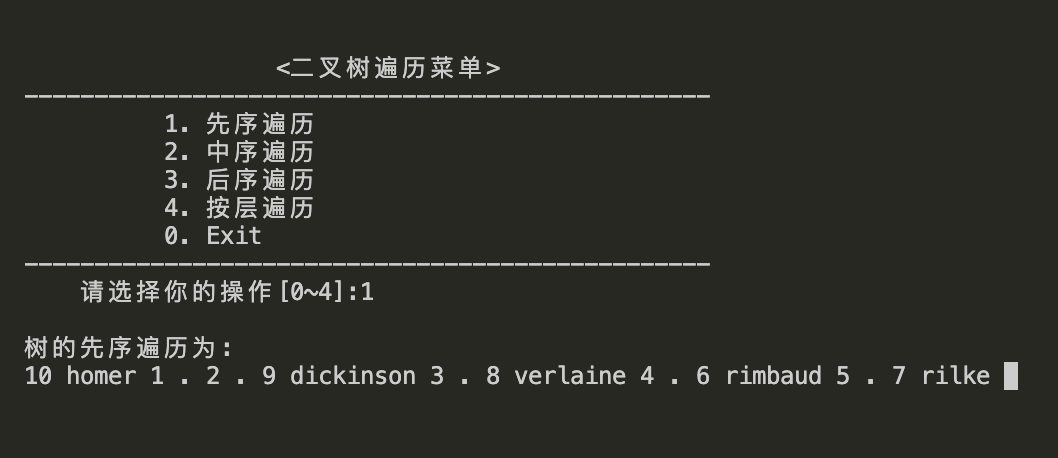 <二叉树遍历菜单>
-------------------------------------------------
1. 先序遍历
2. 中序遍历
3. 后序遍历
4. 按层遍历
0. Exit
-------------------------------------------------
请选择你的操作[0~4]:1
树的先序遍历为:
10 homer 1 . 2 . 9 dickinson 3 . 8 verlaine 4 . 6 rimbaud 5 . 7 rilke